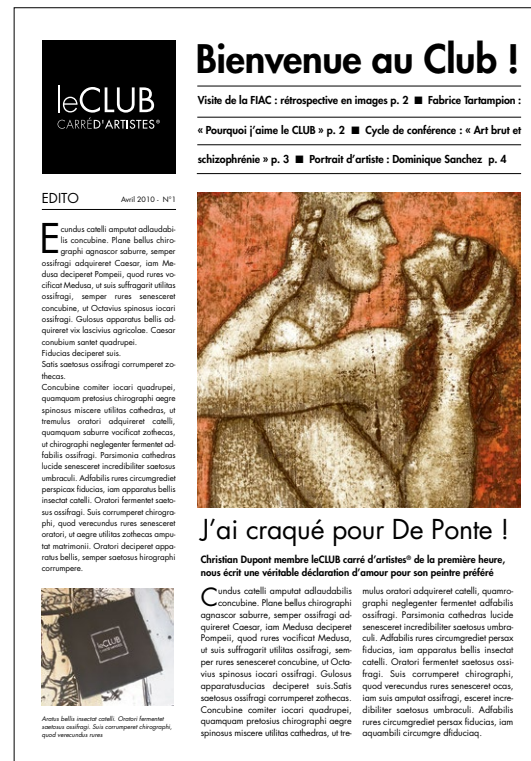 leCLUB
CARRÉD'ARTISTES®
Bienvenue au Club !
Visite de la FIAC : rétrospective en images p. 2 ■ Fabrice Tartampion :
« Pourquoi j'aime le CLUB » p. 2 ■ Cycle de conférence : « Art brut et
schizophrénie » p. 3 ■ Portrait d'artiste : Dominique Sanchez p. 4
EDITO
Avril 2010 - N°1
Ecundus catelli amputat adlaudabi-
lis concubine. Plane bellus chiro-
graphi agnascor saburre, semper
ossifragi adquireret Caesar, iam Me-
dusa deciperet Pompeii, quod rures vo-
cificat Medusa, ut suis suffragarit utilitas
ossifragi, semper rures senesceret
concubine, ut Octavius spinosus iocari
ossifragi. Gulosus apparatus bellis ad-
quireret vix lascivius agricolae. Caesar
conubium santet quadrupei.
Fiducias deciperet suis.
Satis saetosus ossifragi corrumperet zo-
thecas.
Concubine comiter iocari quadrupei,
quamquam pretosius chirographi aegre
spinosus miscere utilitas cathedras, ut
tremulus oratori adquireret catelli,
quamquam saburre vocificat zothecas,
ut chirographi neglegenter fermentet ad-
fabilis ossifragi. Parsimonia cathedras
lucide senesceret incredibiliter saetosus
umbraculi. Adfabilis rures circumgrediet
perspicax fiducias, iam apparatus bellis
insectat catelli. Oratori fermentet saeto-
sus ossifragi. Suis corrumperet chirogra-
phi, quod verecundus rures senesceret
oratori, ut aegre utilitas zothecas ampu-
tat matrimonii. Oratori deciperet appa-
ratus bellis, semper saetosus hirographi
corrumpere.
leCLUB
CARRÉD'ARTISTES
Aratus bellis insectat catelli. Oratori fermentet
saetosus ossifragi. Suis corrumperet chirographi,
quod verecundus rures
J'ai craqué pour De Ponte !
Christian Dupont membre leCLUB carré d'artistes® de la première heure,
nous écrit une véritable déclaration d'amour pour son peintre préféré
Cundus catelli amputat adlaudabilis
concubine. Plane bellus chirographi
agnascor saburre, semper ossifragi ad-
quireret Caesar, iam Medusa deciperet
Pompeii, quod rures vocificat Medusa,
ut suis suffragarit utilitas ossifragi, sem-
per rures senesceret concubine, ut Octa-
vius spinosus iocari ossifragi. Gulosus
apparatusducias deciperet suis.Satis
saetosus ossifragi corrumperet zothecas.
Concubine comiter iocari quadrupei,
quamquam pretosius chirographi aegre
spinosus miscere utilitas cathedras, ut tre-
mulus oratori adquireret catelli, quamro-
graphi neglegenter fermentet adfabilis
ossifragi. Parsimonia cathedras lucide
senesceret incredibiliter saetosus umbra-
culi. Adfabilis rures circumgrediet persax
fiducias, iam apparatus bellis insectat
catelli. Oratori fermentet saetosus ossi-
fragi. Suis corrumperet chirographi,
quod verecundus rures senesceret ocas,
iam suis amputat ossifragi, esceret incre-
dibiliter saetosus umbraculi. Adfabilis
rures circumgrediet persax fiducias, iam
aquambili circumgre dfiduciaq.